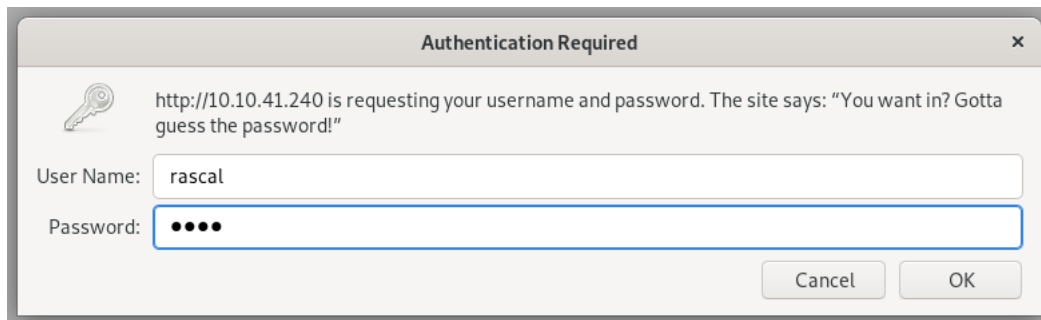 Authentication Required
http://10.10.41.240 is requesting your username and password. The site says: “You want in? Gotta
guess the password!”
User Name: rascal
Password: ●●●●
Cancel OK